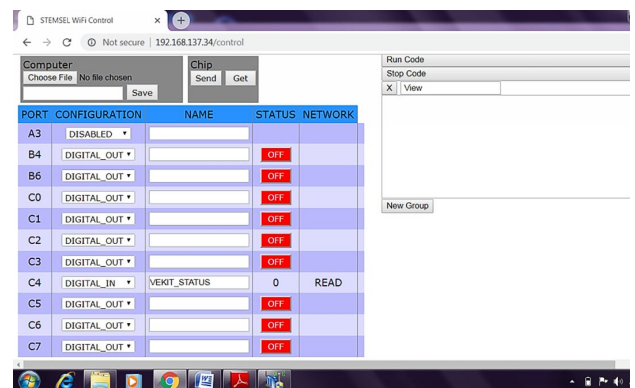 STEMSEL WiFi Control
Not secure | 192.168.137.34/control
Computer
Choose File No file chosen
Save
Chip
Send Get
PORT CONFIGURATION NAME STATUS NETWORK
A3 DISABLED
B4 DIGITAL_OUT OFF
B6 DIGITAL_OUT OFF
C0 DIGITAL_OUT OFF
C1 DIGITAL_OUT OFF
C2 DIGITAL_OUT OFF
C3 DIGITAL_OUT OFF
C4 DIGITAL_IN VEKIT_STATUS 0 READ
C5 DIGITAL_OUT OFF
C6 DIGITAL_OUT OFF
C7 DIGITAL_OUT OFF
Run Code
Stop Code
X View
New Group